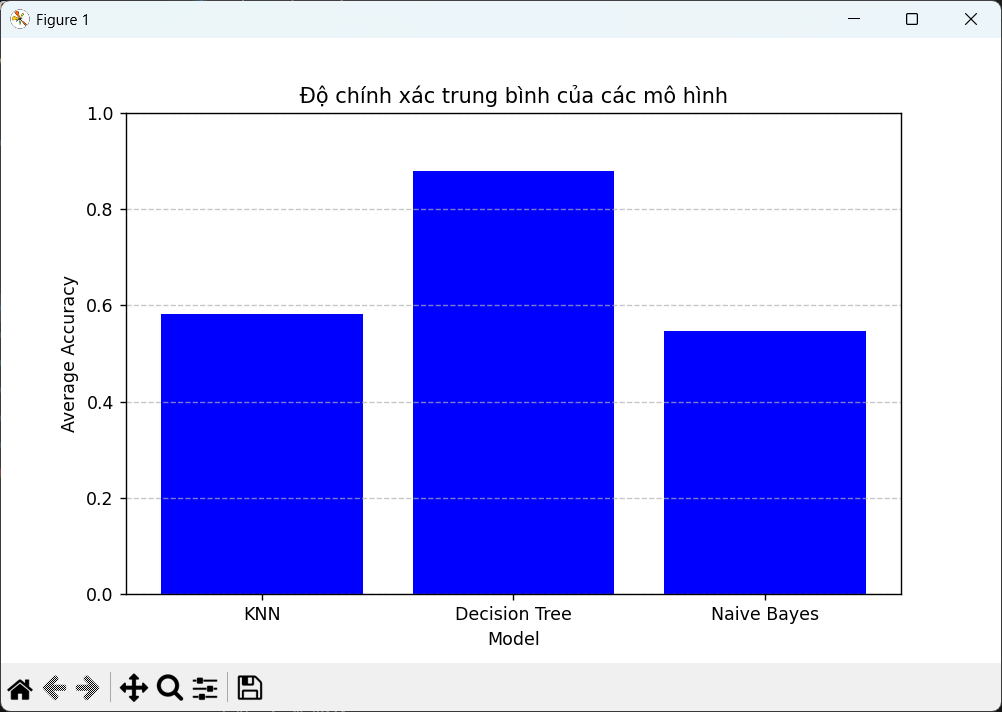 Figure 1
Độ chính xác trung bình của các mô hình
1.0
0.8
0.6
0.4
0.2
0.0
Average Accuracy
KNN Decision Tree Naive Bayes
Model